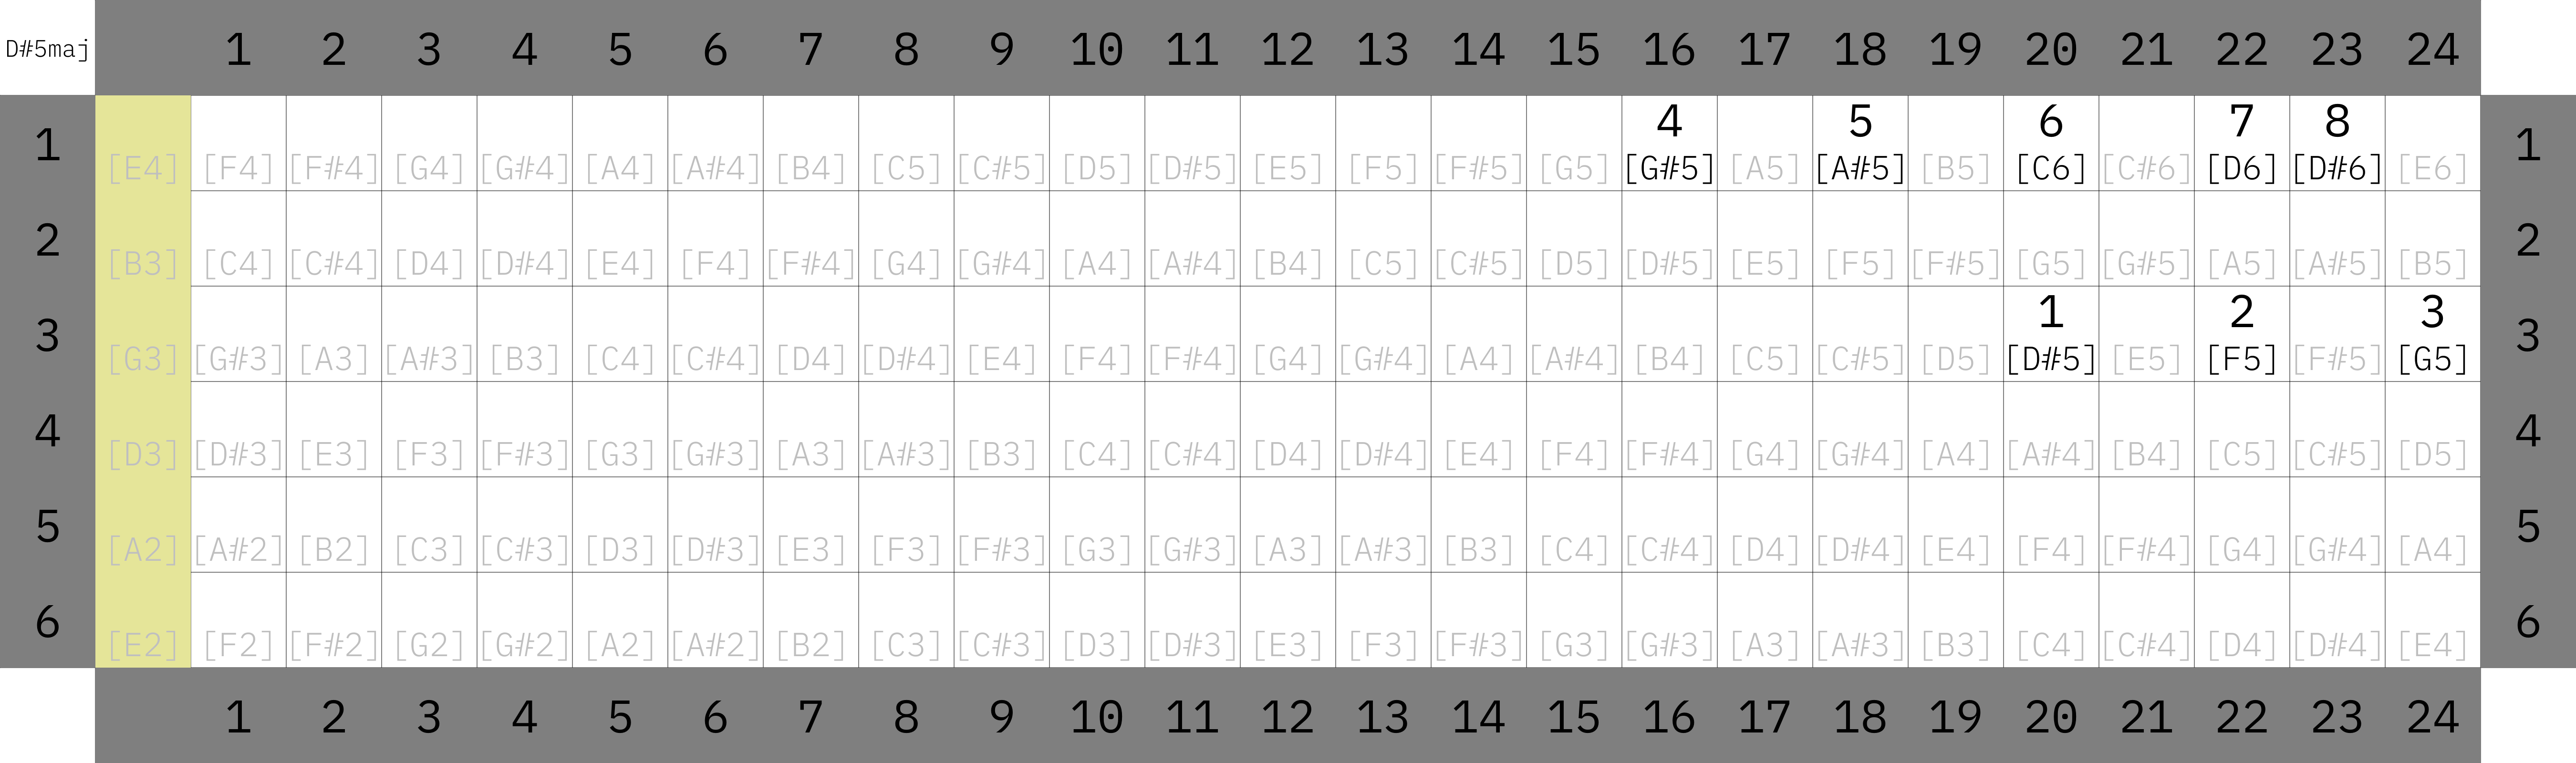 D#5maj 1 2 3 4 5 6 7 8 9 10 11 12 13 14 15 16 17 18 19 20 21 22 23 24
4 5 6 7 8
1 [E4] [F4] [F#4] [G4] [G#4] [A4] [A#4] [B4] [C5] [C#5] [D5] [D#5] [E5] [F5] [F#5] [G5] [G#5] [A5] [A#5] [B5] [C6] [C#6] [D6] [D#6] [E6] 1
2 [B3] [C4] [C#4] [D4] [D#4] [E4] [F4] [F#4] [G4] [G#4] [A4] [A#4] [B4] [C5] [C#5] [D5] [D#5] [E5] [F5] [F#5] [G5] [G#5] [A5] [A#5] [B5] 2
1 2 3
3 [G3] [G#3] [A3] [A#3] [B3] [C4] [C#4] [D4] [D#4] [E4] [F4] [F#4] [G4] [G#4] [A4] [A#4] [B4] [C5] [C#5] [D5] [D#5] [E5] [F5] [F#5] [G5] 3
4 [D3] [D#3] [E3] [F3] [F#3] [G3] [G#3] [A3] [A#3] [B3] [C4] [C#4] [D4] [D#4] [E4] [F4] [F#4] [G4] [G#4] [A4] [A#4] [B4] [C5] [C#5] [D5] 4
5 [A2] [A#2] [B2] [C3] [C#3] [D3] [D#3] [E3] [F3] [F#3] [G3] [G#3] [A3] [A#3] [B3] [C4] [C#4] [D4] [D#4] [E4] [F4] [F#4] [G4] [G#4] [A4] 5
6 [E2] [F2] [F#2] [G2] [G#2] [A2] [A#2] [B2] [C3] [C#3] [D3] [D#3] [E3] [F3] [F#3] [G3] [G#3] [A3] [A#3] [B3] [C4] [C#4] [D4] [D#4] [E4] 6
1 2 3 4 5 6 7 8 9 10 11 12 13 14 15 16 17 18 19 20 21 22 23 24